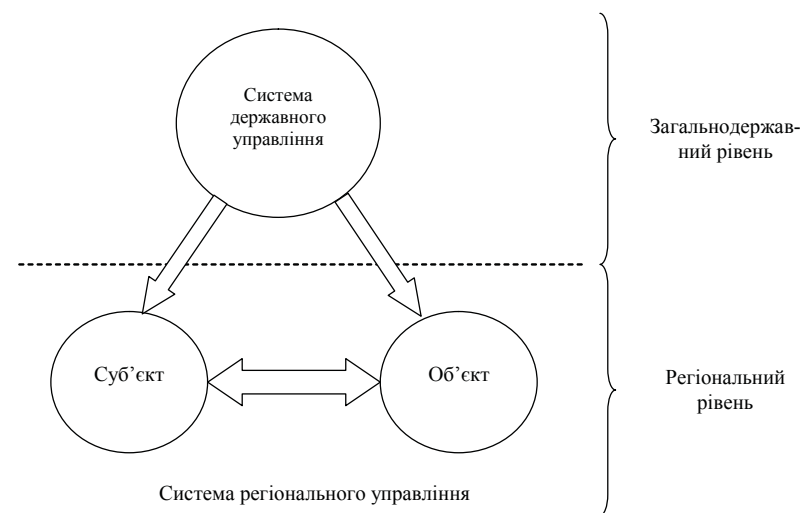 Система
державного
управління
Загальнодержав-
ний рівень
Суб’єкт
Об’єкт
Регіональний
рівень
Система регіонального управління